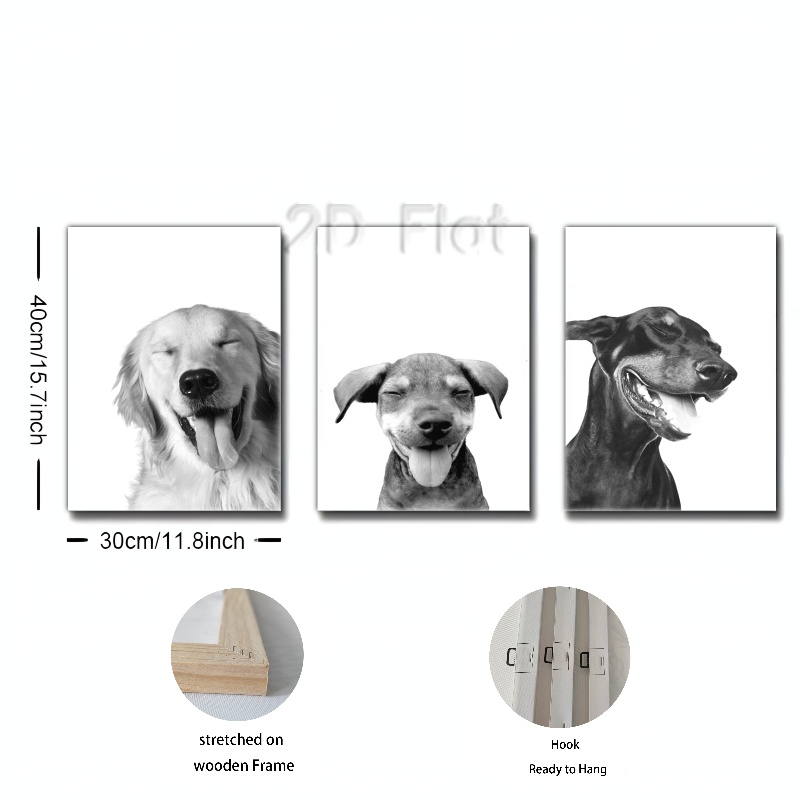 2D Flat
40cm/15.7inch
30cm/11.8inch
stretched on
wooden Frame
Hook
Ready to Hang